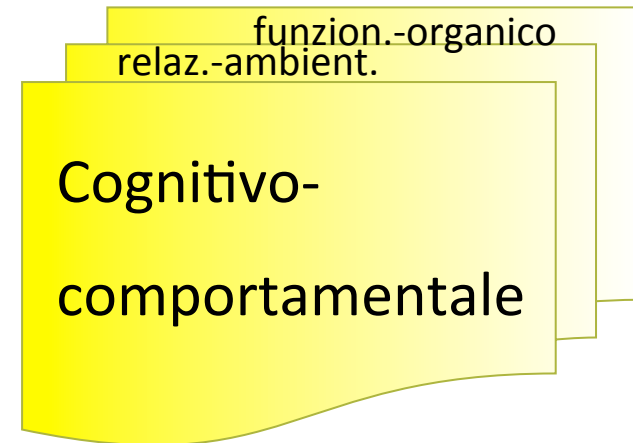 funzion.-organico
relaz.-ambient.
Cognitivo-
comportamentale